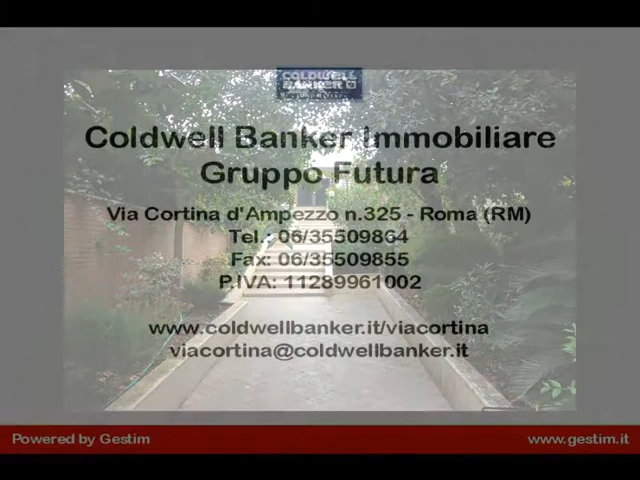 COLDWELL
BANKER
Coldwell Banker Immobiliare
Gruppo Futura
Via Cortina d'Ampezzo n.325 - Roma (RM)
Tel.: 06/35509864
Fax: 06/35509855
P.IVA: 11289961002
www.coldwellbanker.it/viacortina
viacortina@coldwellbanker.it
Powered by Gestim
www.gestim.it